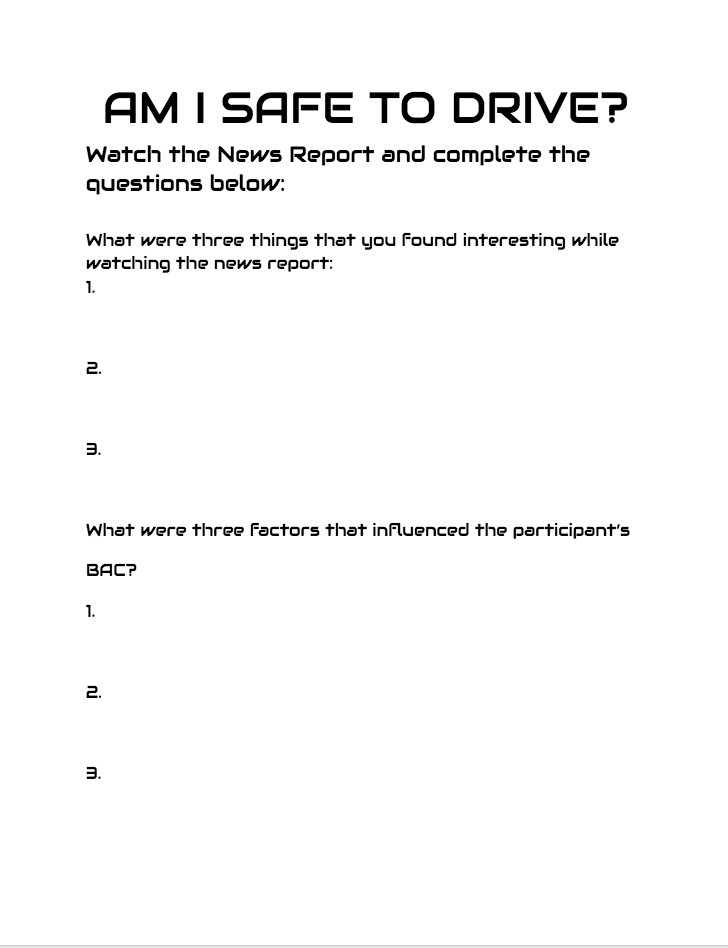 AM I SAFE TO DRIVE?
Watch the News Report and complete the
questions below:
What were three things that you found interesting while
watching the news report:
1.
2.
3.
What were three factors that influenced the participant's
BAC?
1.
2.
3.